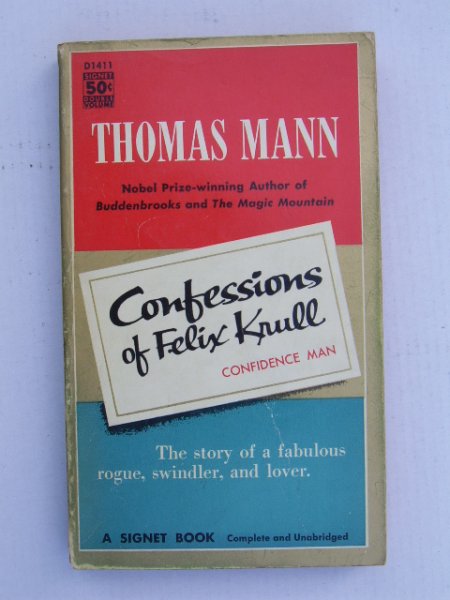 D1411
SIGNET
50¢
DOUBLE
VOLUME
THOMAS MANN
Nobel Prize-winning Author of
Buddenbrooks and The Magic Mountain
Confessions
of Felix Krull
CONFIDENCE MAN
The story of a fabulous
rogue, swindler, and lover.
A SIGNET BOOK Complete and Unabridged